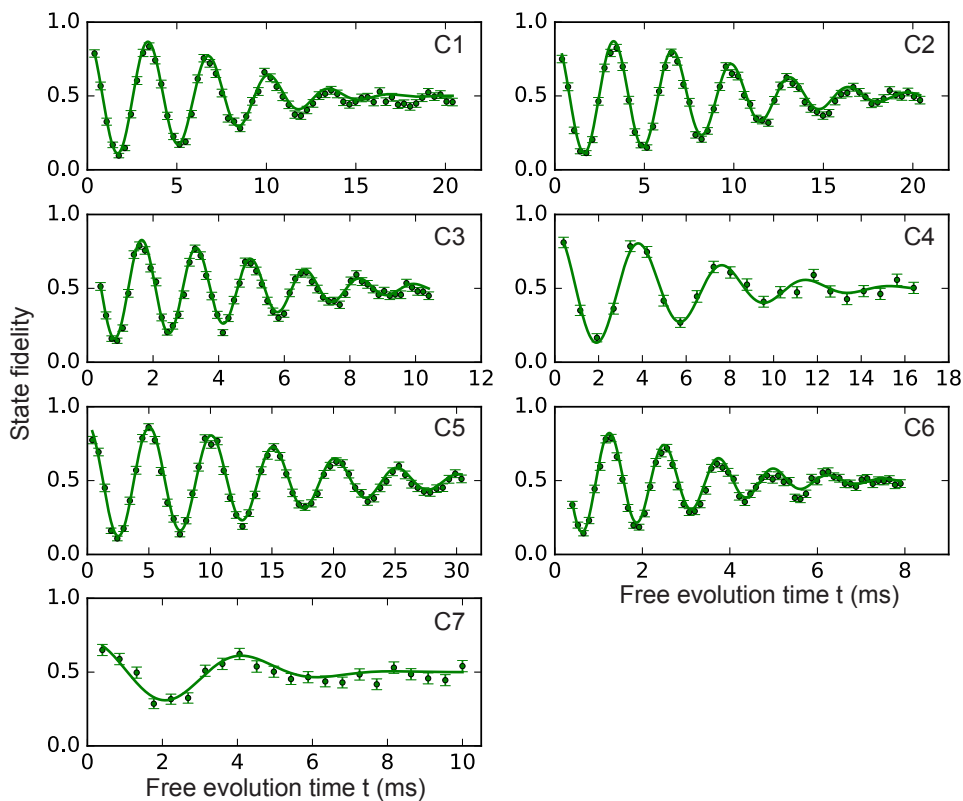 C1
1.0
0.5
0.0
0 5 10 15 20
C2
1.0
0.5
0.0
0 5 10 15 20
C3
1.0
0.5
0.0
0 2 4 6 8 10 12
C4
1.0
0.5
0.0
0 2 4 6 8 10 12 14 16 18
State fidelity
C5
1.0
0.5
0.0
0 5 10 15 20 25 30
C6
1.0
0.5
0.0
0 2 4 6 8
Free evolution time t (ms)
C7
1.0
0.5
0.0
0 2 4 6 8 10
Free evolution time t (ms)